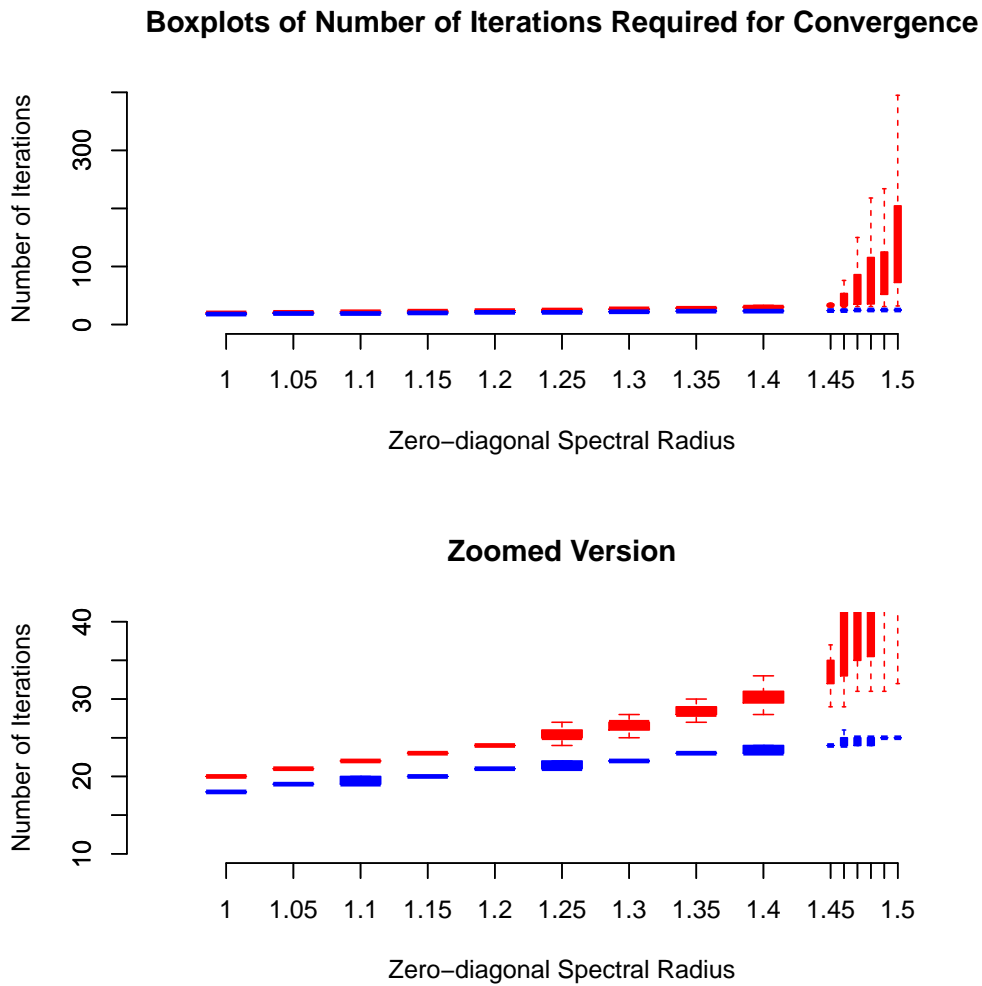 Boxplots of Number of Iterations Required for Convergence
Number of Iterations
300
100
0
1 1.05 1.1 1.15 1.2 1.25 1.3 1.35 1.4 1.45 1.5
Zero−diagonal Spectral Radius
Zoomed Version
Number of Iterations
40
30
20
10
1 1.05 1.1 1.15 1.2 1.25 1.3 1.35 1.4 1.45 1.5
Zero−diagonal Spectral Radius